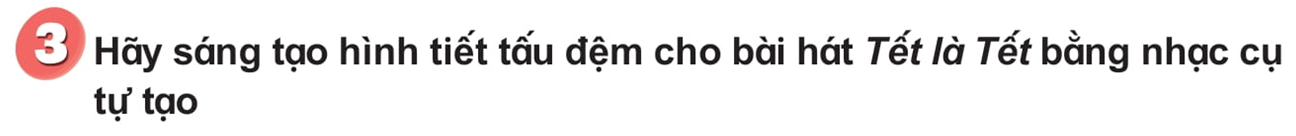 3 Hãy sáng tạo hình tiết tấu đệm cho bài hát Tết là Tết bằng nhạc cụ
tự tạo